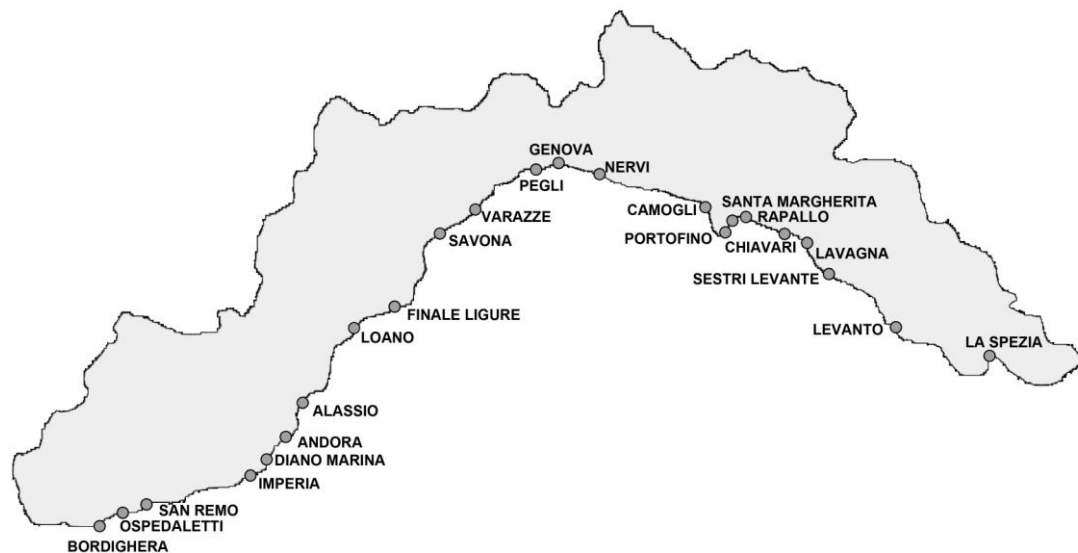 GENOVA
NERVI
PEGLI
SANTA MARGHERITA
CAMOGLI
VARAZZE
RAPALLO
PORTOFINO
CHIAVARI
SAVONA
LAVAGNA
SESTRI LEVANTE
FINALE LIGURE
LEVANTO
LOANO
LA SPEZIA
ALASSIO
ANDORA
DIANO MARINA
IMPERIA
SAN REMO
OSPEDALETTI
BORDIGHERA